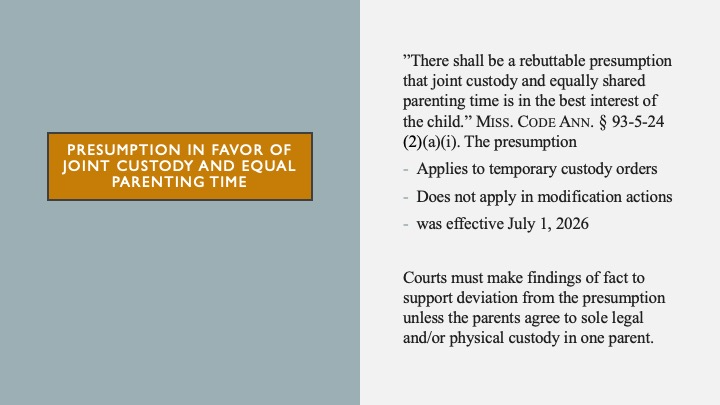 PRESUMPTION IN FAVOR OF
JOINT CUSTODY AND EQUAL
PARENTING TIME
”There shall be a rebuttable presumption
that joint custody and equally shared
parenting time is in the best interest of
the child.” MISS. CODE ANN. § 93-5-24
(2)(a)(i). The presumption
- Applies to temporary custody orders
- Does not apply in modification actions
- was effective July 1, 2026
Courts must make findings of fact to
support deviation from the presumption
unless the parents agree to sole legal
and/or physical custody in one parent.